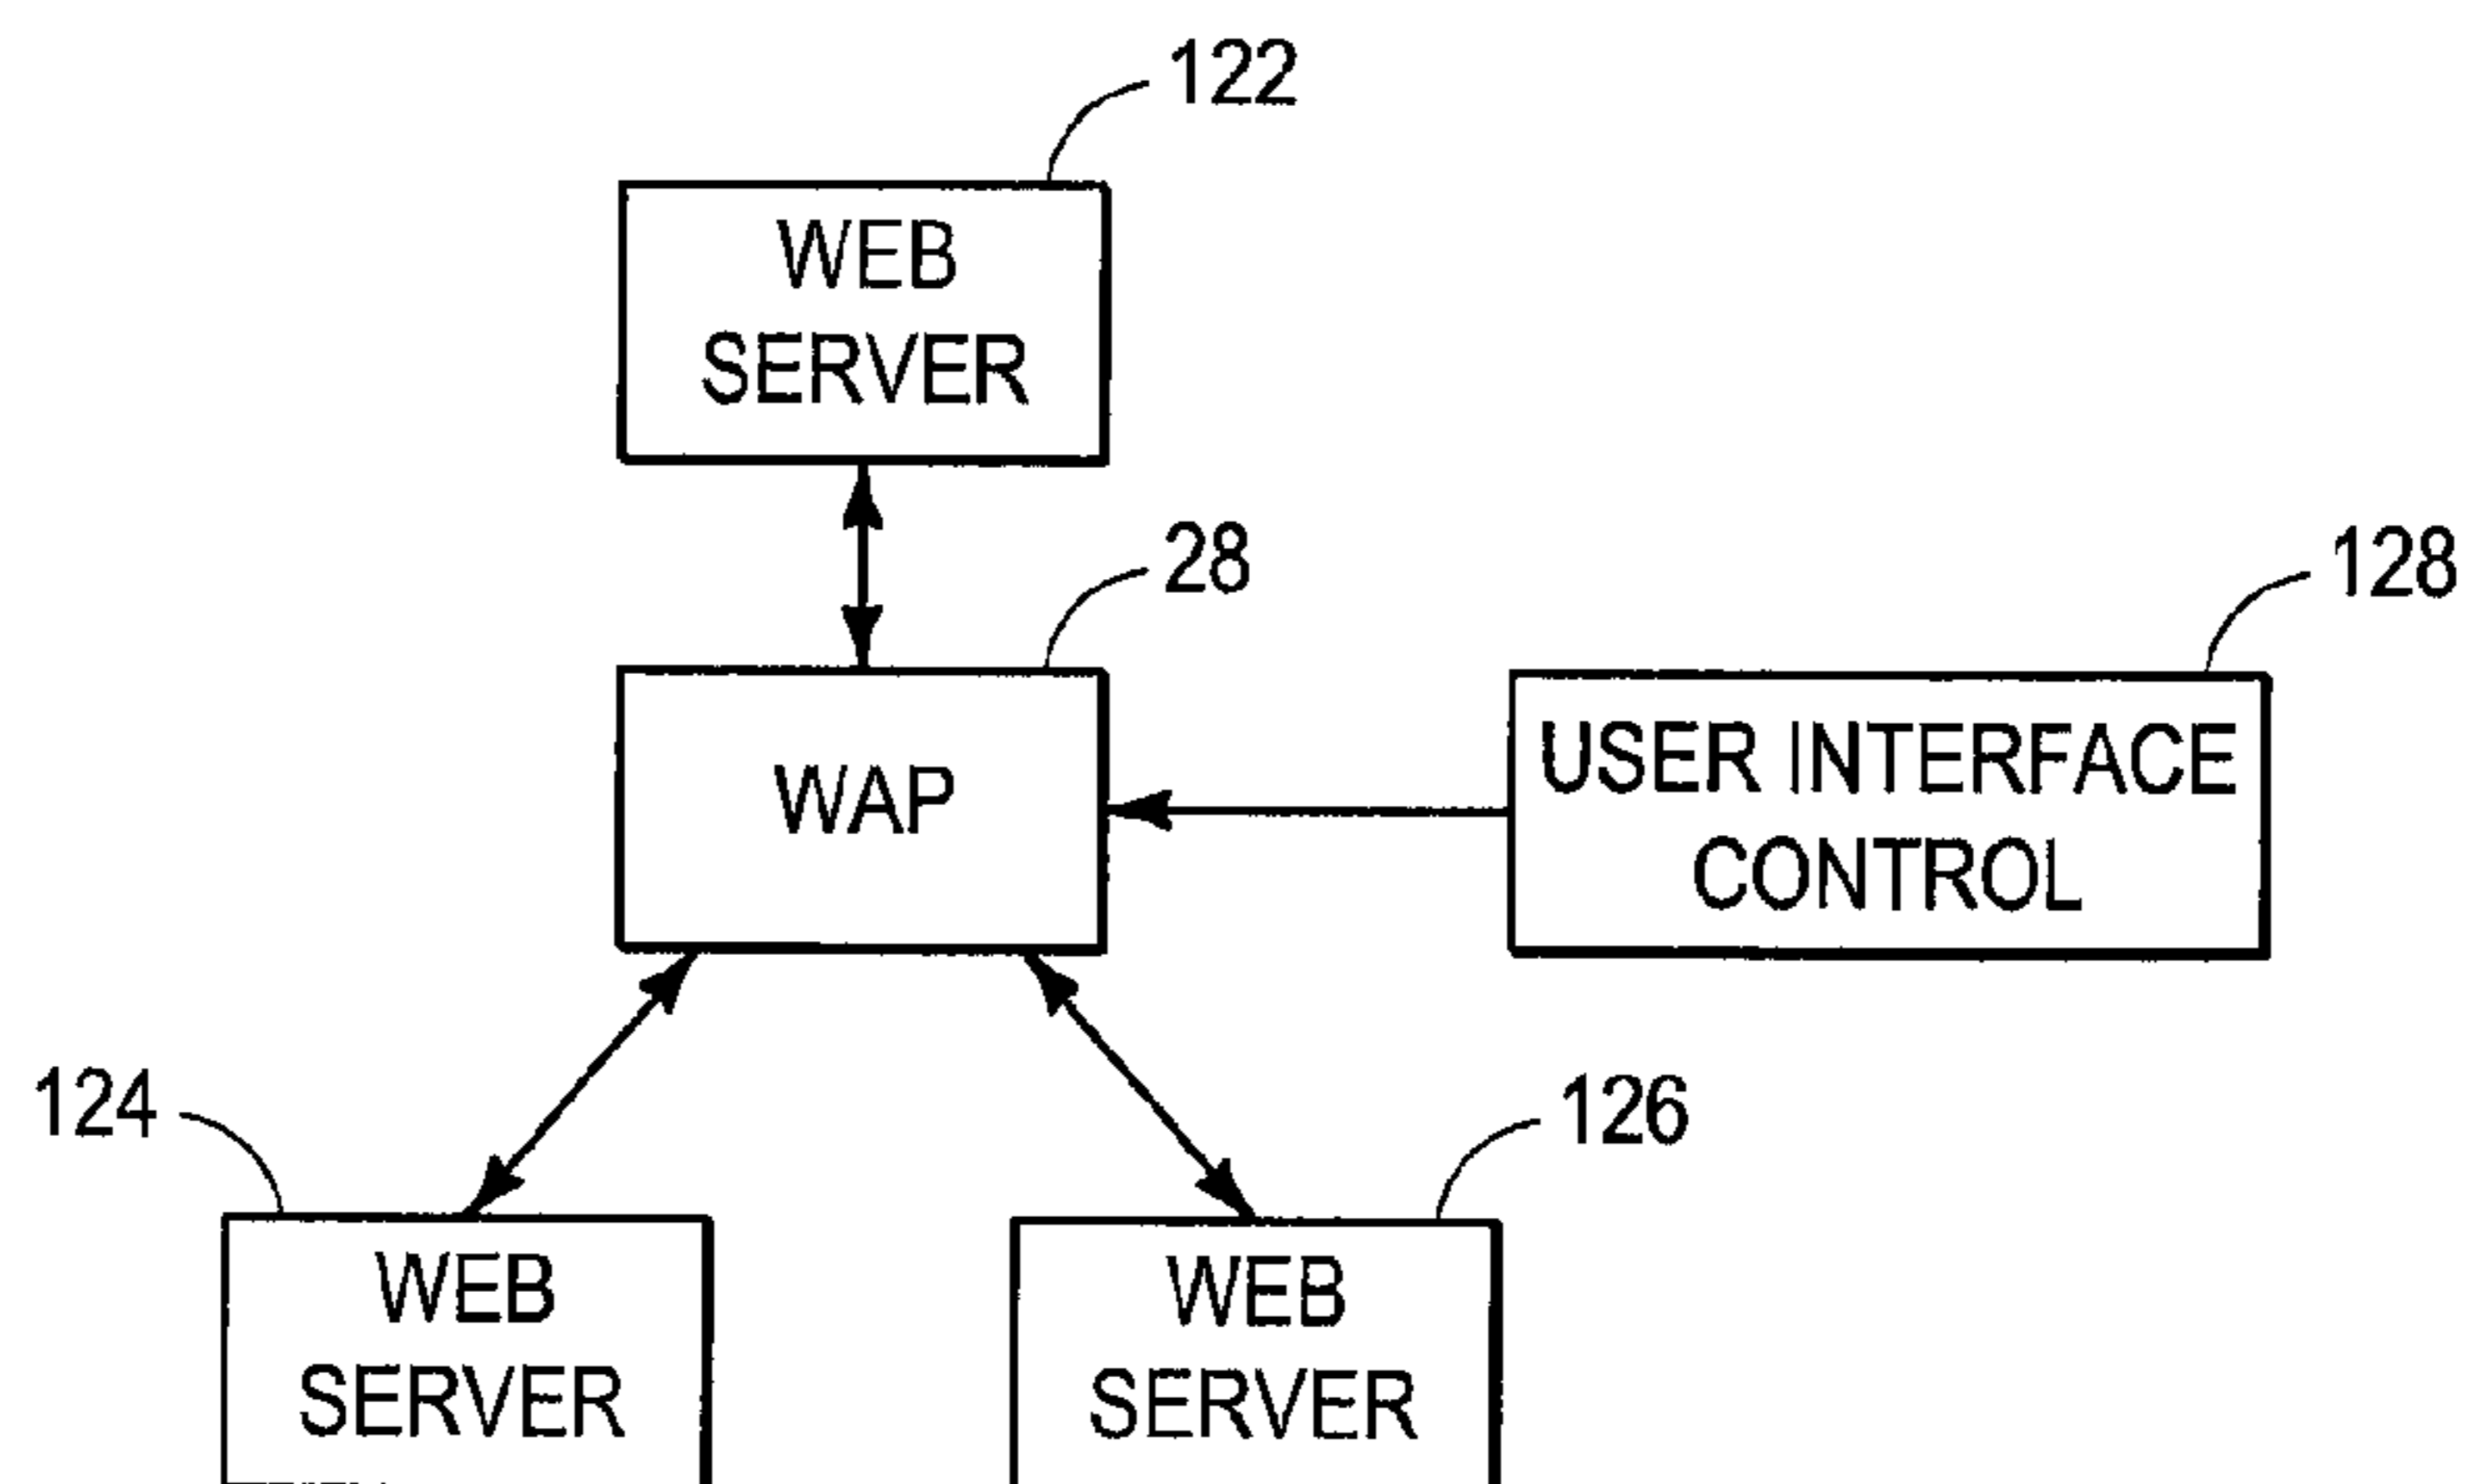 122
WEB
SERVER
28
128
WAP
USER INTERFACE
CONTROL
124
126
WEB
SERVER
WEB
SERVER